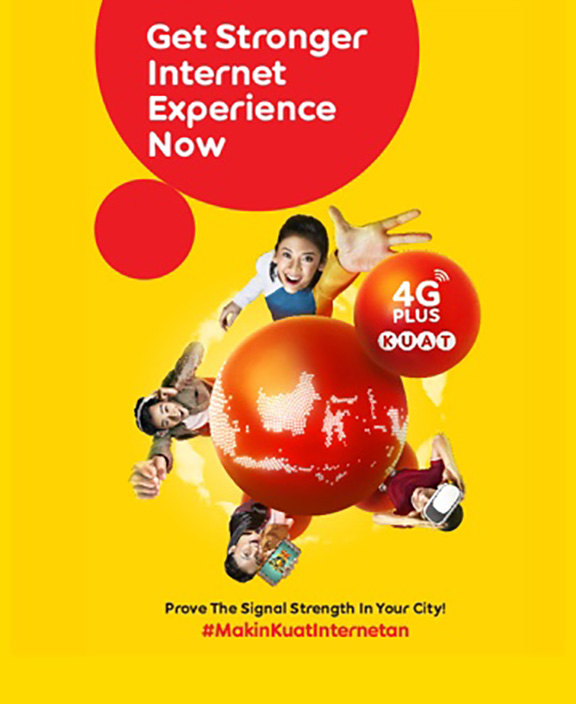 Get Stronger
Internet
Experience
Now
4G
PLUS
KUAT
Prove The Signal Strength In Your City!
#MakinKuatInternetan